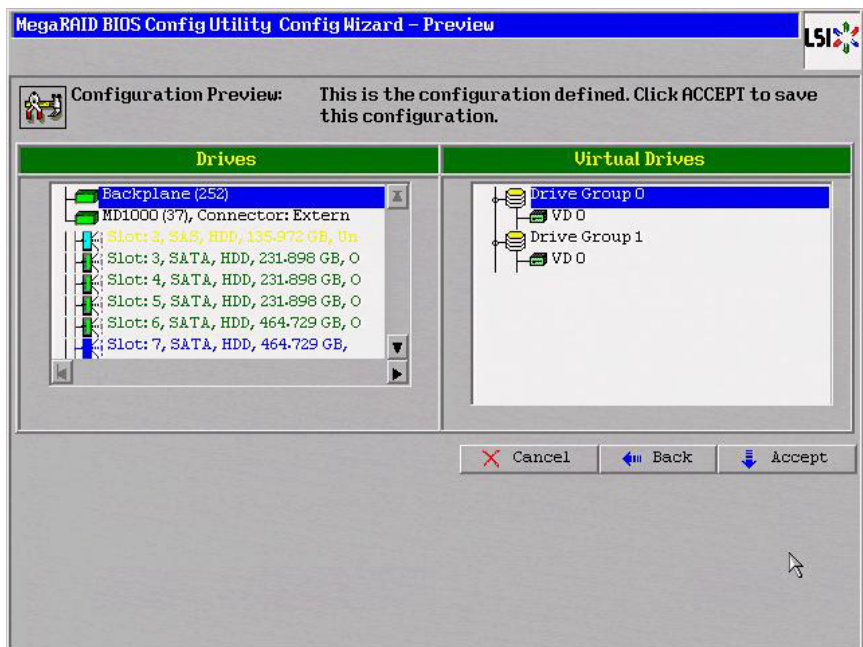 MegaRAID BIOS Config Utility Config Wizard – Preview
LSI
Configuration Preview:
This is the configuration defined. Click ACCEPT to save
this configuration.
Drives
Backplane (252)
MD1000 (37), Connector: Extern
Slot: 2, SAS, HDD, 135.972 GB, Un
Slot: 3, SATA, HDD, 231.898 GB, O
Slot: 4, SATA, HDD, 231.898 GB, O
Slot: 5, SATA, HDD, 231.898 GB, O
Slot: 6, SATA, HDD, 464.729 GB, O
Slot: 7, SATA, HDD, 464.729 GB,
Virtual Drives
Drive Group 0
VD 0
Drive Group 1
VD 0
Cancel
Back
Accept